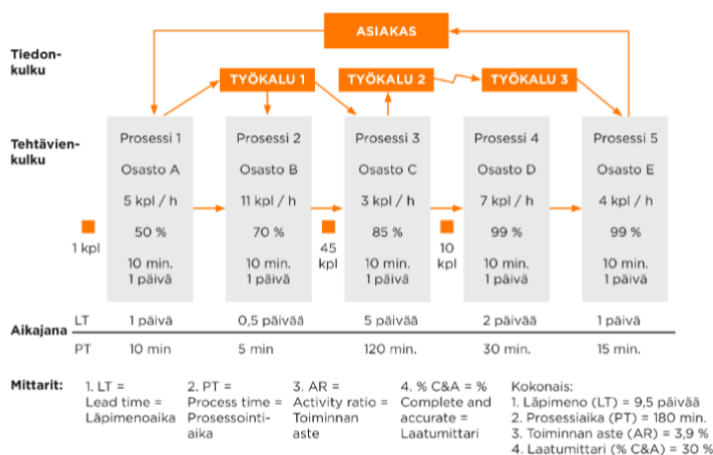 ASIAKAS
Tiedon-
kulku
TYÖKALU 1
TYÖKALU 2
TYÖKALU 3
Tehtävien-
kulku
Prosessi 1
Osasto A
5 kpl / h
50 %
10 min.
1 päivä
Prosessi 2
Osasto B
11 kpl / h
70 %
10 min.
1 päivä
Prosessi 3
Osasto C
3 kpl / h
85 %
10 min.
1 päivä
Prosessi 4
Osasto D
7 kpl / h
99 %
10 min.
1 päivä
Prosessi 5
Osasto E
4 kpl / h
99 %
10 min.
1 päivä
1 kpl
45
kpl
10
kpl
Aikajana
LT 1 päivä 0,5 päivää 5 päivää 2 päivää 1 päivä
PT 10 min 5 min 120 min. 30 min. 15 min.
Mittarit:
1. LT =
Lead time =
Läpimenoaika
2. PT =
Process time =
Prosessointi-
aika
3. AR =
Activity ratio =
Toiminnan
aste
4. % C&A = %
Complete and
accurate =
Laatumittari
Kokonais:
1. Läpimeno (LT) = 9,5 päivää
2. Prosessiaika (PT) = 180 min.
3. Toiminnan aste (AR) = 3,9 %
4. Laatumittari (% C&A) = 30 %